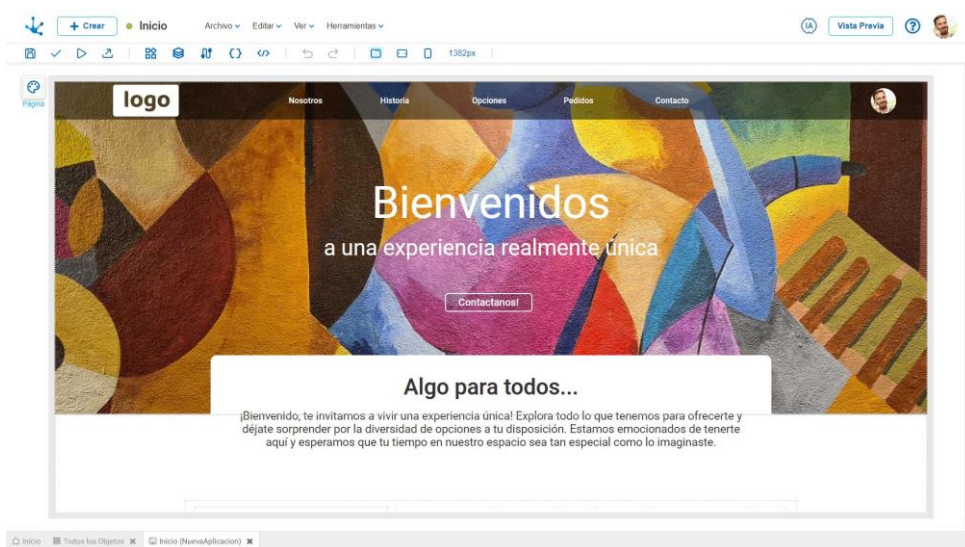 + Crear
Inicio
Archivo
Editar
Ver
Herramientas
IA
Vista Previa
?
1382px
Página
logo
Nosotros
Historia
Opciones
Pedidos
Contacto
Bienvenidos
a una experiencia realmente única
Contactanos!
Algo para todos...
¡Bienvenido, te invitamos a vivir una experiencia única! Explora todo lo que tenemos para ofrecerte y
déjate sorprender por la diversidad de opciones a tu disposición. Estamos emocionados de tenerte
aquí y esperamos que tu tiempo en nuestro espacio sea tan especial como lo imaginaste.
Inicio
Todos los Objetos
Inicio (NuevaAplicacion)